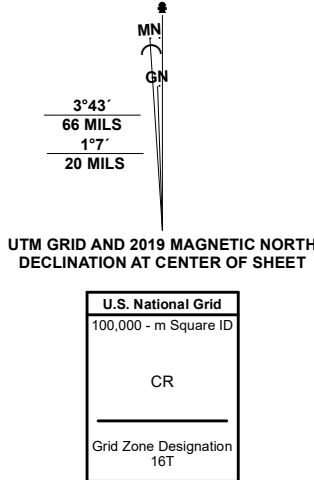 MN
GN
3°43´
66 MILS
1°7´
20 MILS
UTM GRID AND 2019 MAGNETIC NORTH
DECLINATION AT CENTER OF SHEET
U.S. National Grid
100,000 - m Square ID
CR
Grid Zone Designation
16T